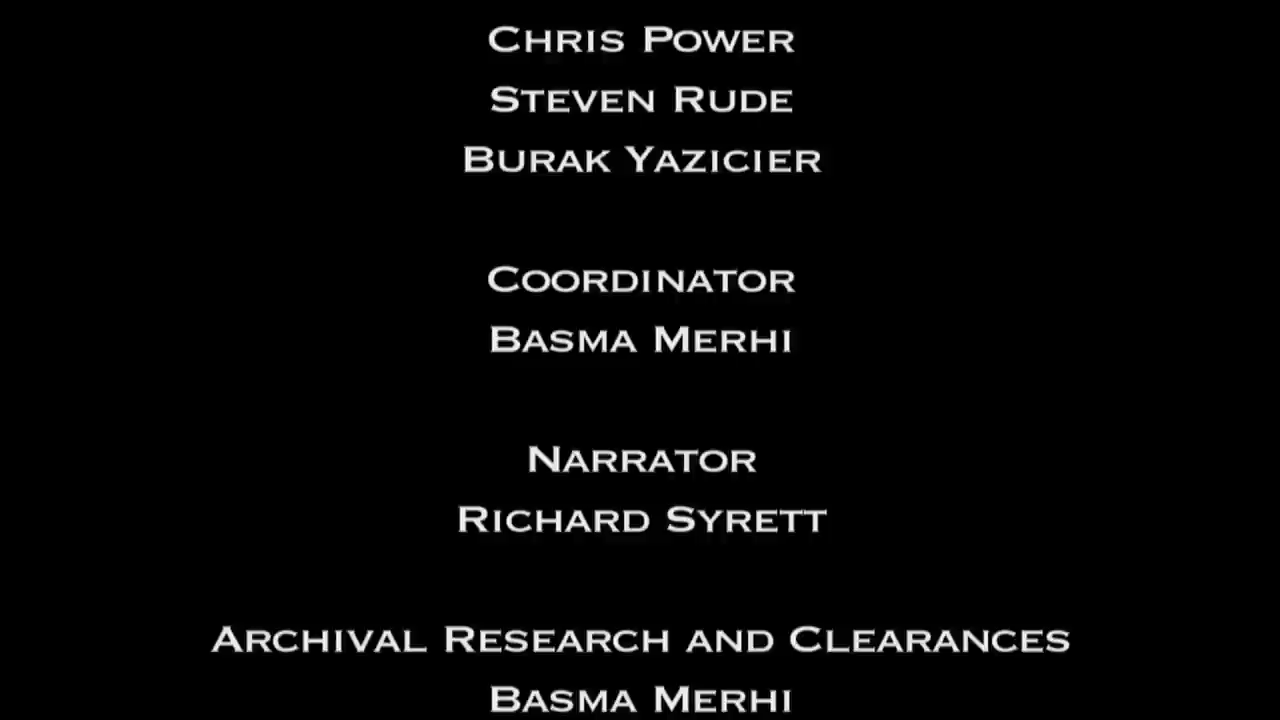 Chris Power
Steven Rude
Burak Yazicier
Coordinator
Basma Merhi
Narrator
Richard Syrett
Archival Research and Clearances
Basma Merhi